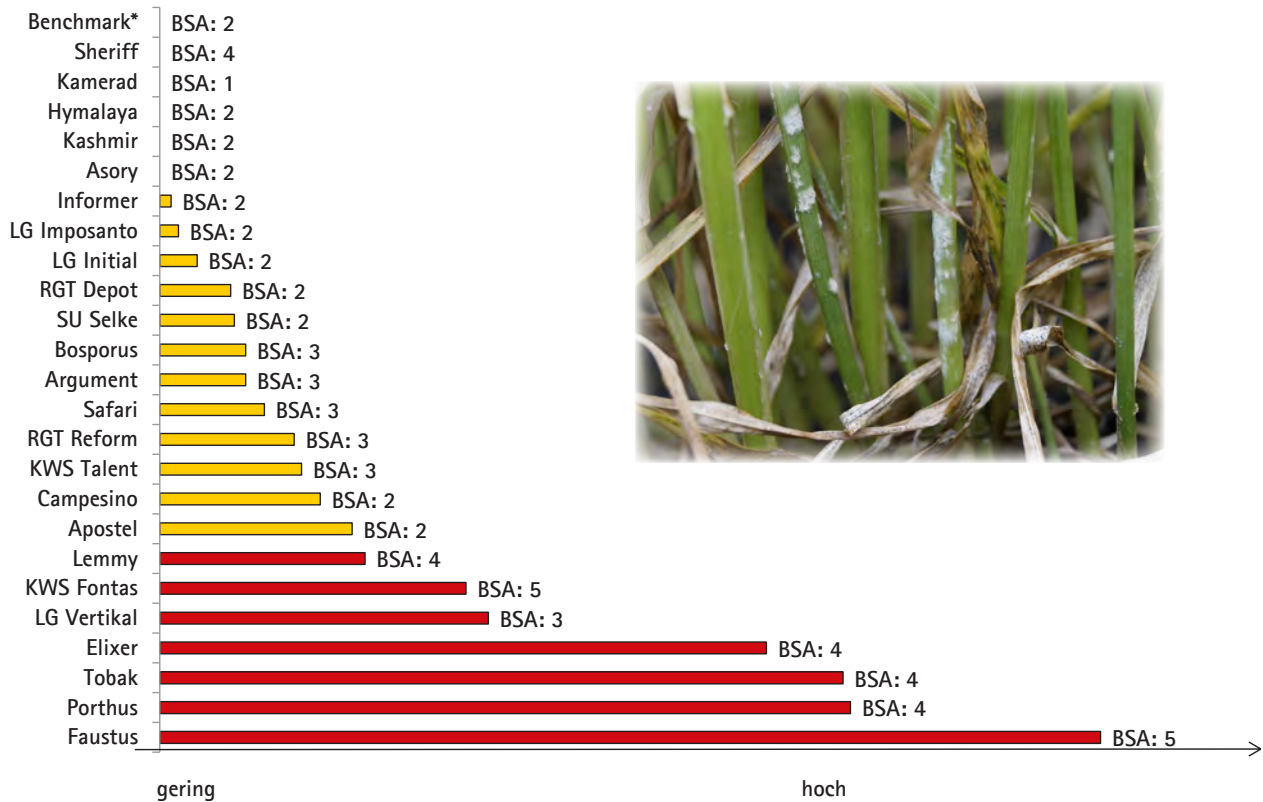 Benchmark* BSA: 2
Sheriff BSA: 4
Kamerad BSA: 1
Hymalaya BSA: 2
Kashmir BSA: 2
Asory BSA: 2
Informer BSA: 2
LG Imposanto BSA: 2
LG Initial BSA: 2
RGT Depot BSA: 2
SU Selke BSA: 2
Bosporus BSA: 3
Argument BSA: 3
Safari BSA: 3
RGT Reform BSA: 3
KWS Talent BSA: 3
Campesino BSA: 2
Apostel BSA: 2
Lemmy BSA: 4
KWS Fontas BSA: 5
LG Vertikal BSA: 3
Elixer BSA: 4
Tobak BSA: 4
Porthus BSA: 4
Faustus BSA: 5
gering hoch